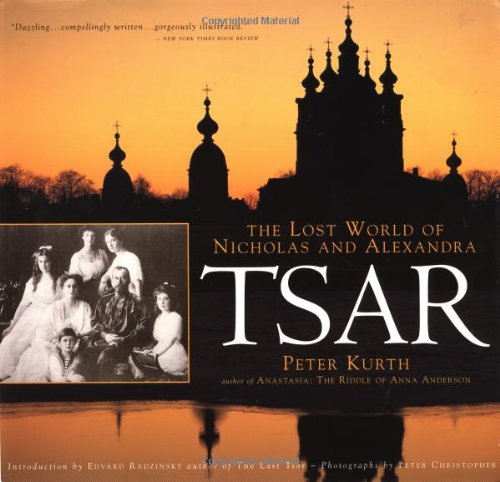 "Dazzling...compellingly written...gorgeously illustrated."
— NEW YORK TIMES BOOK REVIEW
THE LOST WORLD OF
NICHOLAS AND ALEXANDRA
TSAR
PETER KURTH
author of ANASTASIA: THE RIDDLE OF ANNA ANDERSON
Introduction by EDVARD RADZINSKY author of THE LAST TSAR – Photographs by PETER CHRISTOPHER
Copyrighted Material
Copyrighted Material